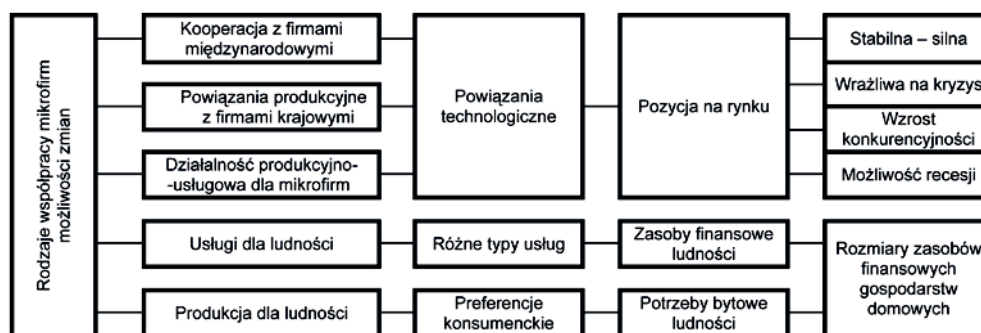 Rodzaje współpracy mikrofirm
możliwości zmian
Kooperacja z firmami
międzynarodowymi
Powiązania produkcyjne
z firmami krajowymi
Działalność produkcyjno-
-usługowa dla mikrofirm
Usługi dla ludności
Produkcja dla ludności
Powiązania
technologiczne
Różne typy usług
Preferencje
konsumenckie
Pozycja na rynku
Zasoby finansowe
ludności
Potrzeby bytowe
ludności
Stabilna – silna
Wrażliwa na kryzys
Wzrost
konkurencyjności
Możliwość recesji
Rozmiary zasobów
finansowych
gospodarstw
domowych